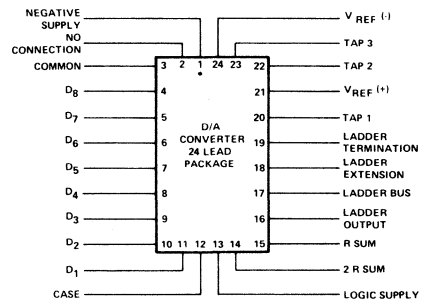 NEGATIVE
SUPPLY
NO
CONNECTION
COMMON
D8
D7
D6
D5
D4
D3
D2
D1
CASE
3 2 1 24 23 22
4
5
6
7
8
9
10 11 12 13 14 15
21
20
19
18
17
16
D/A
CONVERTER
24 LEAD
PACKAGE
V REF (-)
TAP 3
TAP 2
VREF (+)
TAP 1
LADDER
TERMINATION
LADDER
EXTENSION
LADDER BUS
LADDER
OUTPUT
R SUM
2 R SUM
LOGIC SUPPLY